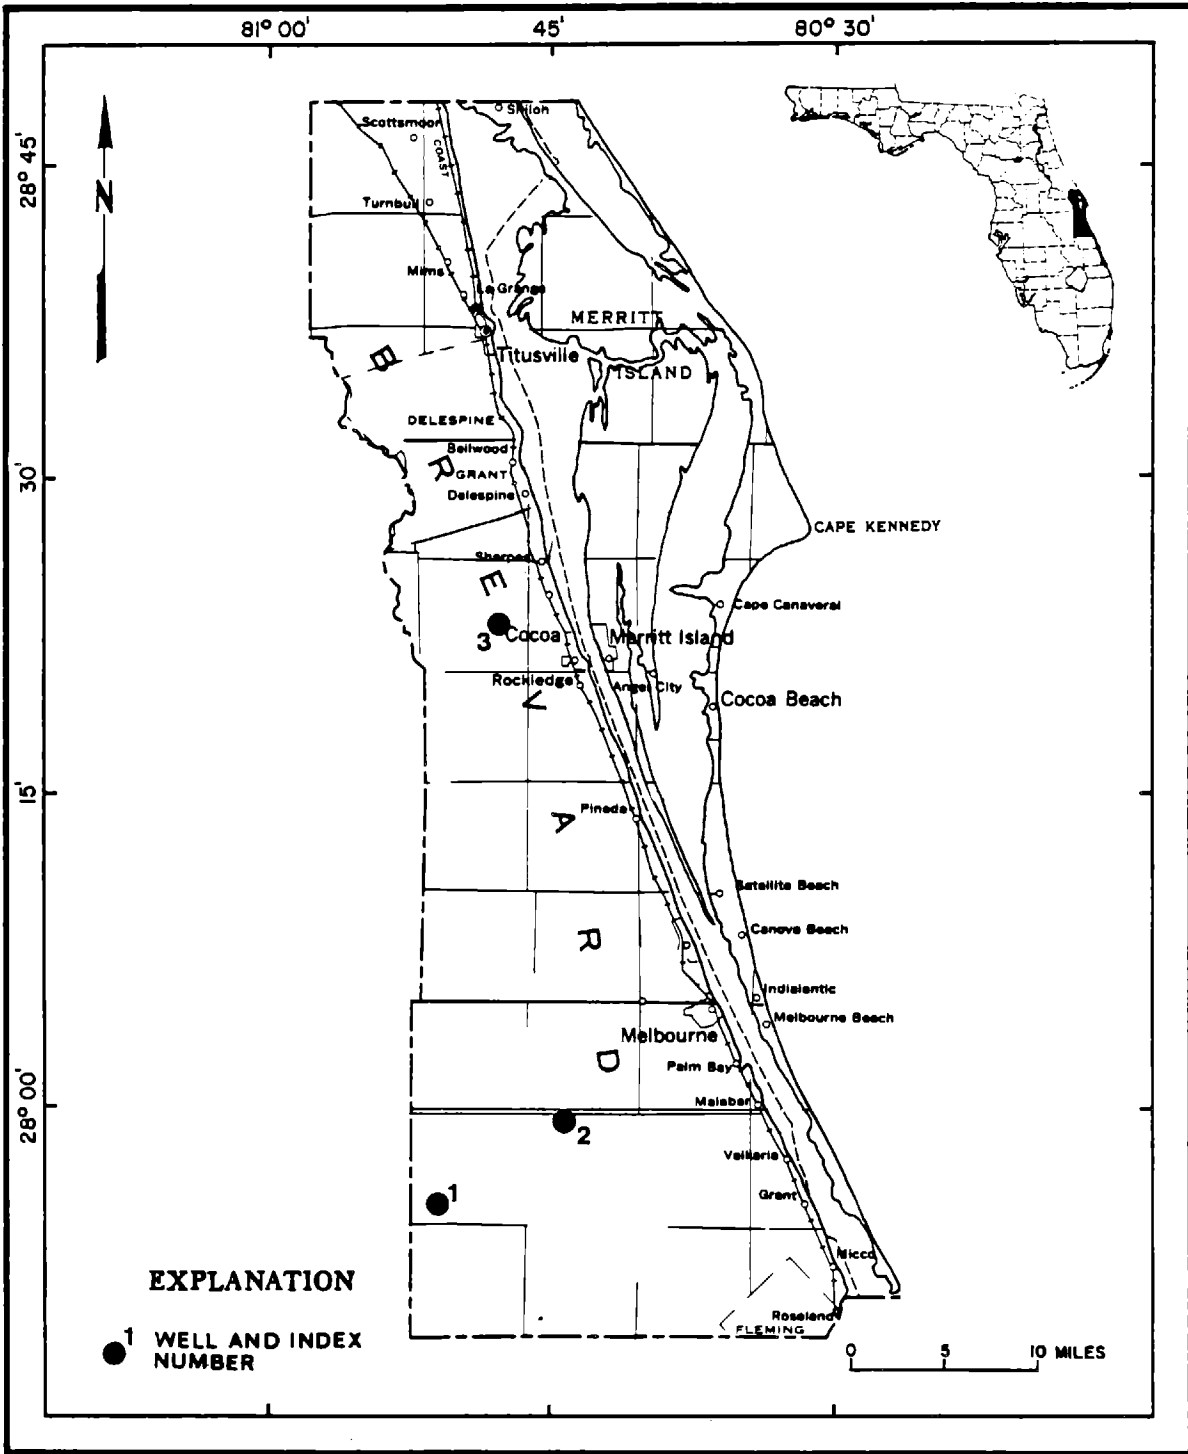 81° 00'
45'
80° 30'
28° 45'
30'
15'
28° 00'
N
Shiloh
Scottsmoor
COAST
Turnbull
Mims
La Grange
MERRITT
ISLAND
Titusville
B
R
E
V
A
R
D
DELESPINE
Bellwood
GRANT
Delespine
CAPE KENNEDY
Sharpes
Cape Canaveral
3
Cocoa
Merritt Island
Rockledge
Angel City
Cocoa Beach
Pineda
Satellite Beach
Canova Beach
Indialantic
Melbourne Beach
Melbourne
Palm Bay
Malabar
2
Valkaria
Grant
1
Micco
Roseland
FLEMING
EXPLANATION
1 WELL AND INDEX
NUMBER
0 5 10 MILES